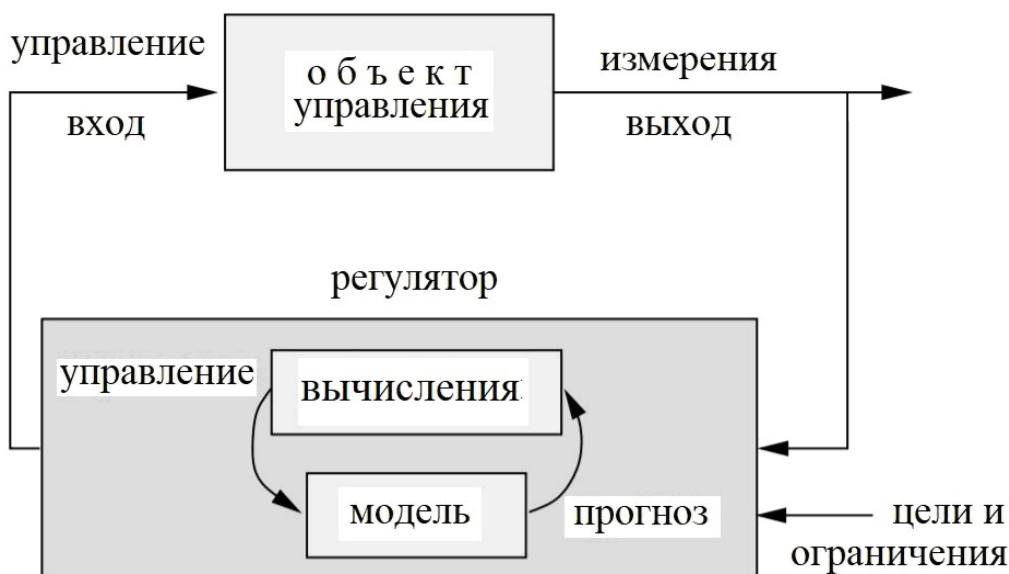 управление
о б ъ е к т
управления
измерения
вход
выход
регулятор
управление
вычисления
модель
прогноз
цели и
ограничения